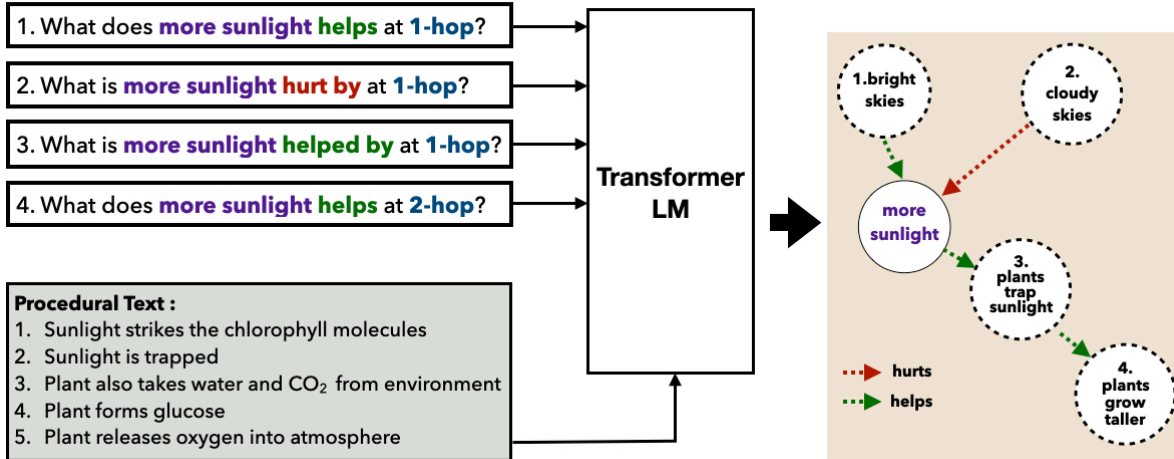 1. What does more sunlight helps at 1-hop?
2. What is more sunlight hurt by at 1-hop?
3. What is more sunlight helped by at 1-hop?
4. What does more sunlight helps at 2-hop?
Procedural Text :
1. Sunlight strikes the chlorophyll molecules
2. Sunlight is trapped
3. Plant also takes water and CO₂ from environment
4. Plant forms glucose
5. Plant releases oxygen into atmosphere
Transformer
LM
1.bright
skies
2.
cloudy
skies
more
sunlight
3.
plants
trap
sunlight
4.
plants
grow
taller
hurts
helps